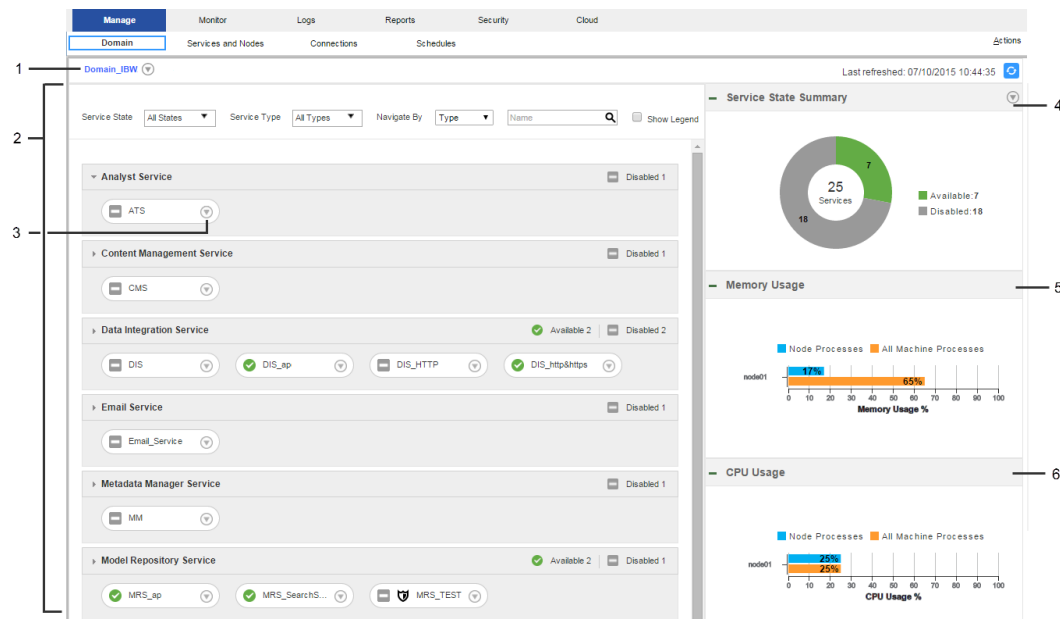 Manage Monitor Logs Reports Security Cloud
Domain Services and Nodes Connections Schedules Actions
1 Domain_IBW Last refreshed: 07/10/2015 10:44:35
2
Service State All States Service Type All Types Navigate By Type Name Show Legend
Analyst Service Disabled 1
3 ATS
Content Management Service Disabled 1
CMS
Data Integration Service Available 2 Disabled 2
DIS DIS_ap DIS_HTTP DIS_http&https
Email Service Disabled 1
Email_Service
Metadata Manager Service Disabled 1
MM
Model Repository Service Available 2 Disabled 1
MRS_ap MRS_SearchS... MRS_TEST
Service State Summary 4
7
25
Services
18
Available:7
Disabled:18
Memory Usage 5
Node Processes All Machine Processes
17%
node01
65%
0 10 20 30 40 50 60 70 80 90 100
Memory Usage %
CPU Usage 6
Node Processes All Machine Processes
25%
node01
25%
0 10 20 30 40 50 60 70 80 90 100
CPU Usage %